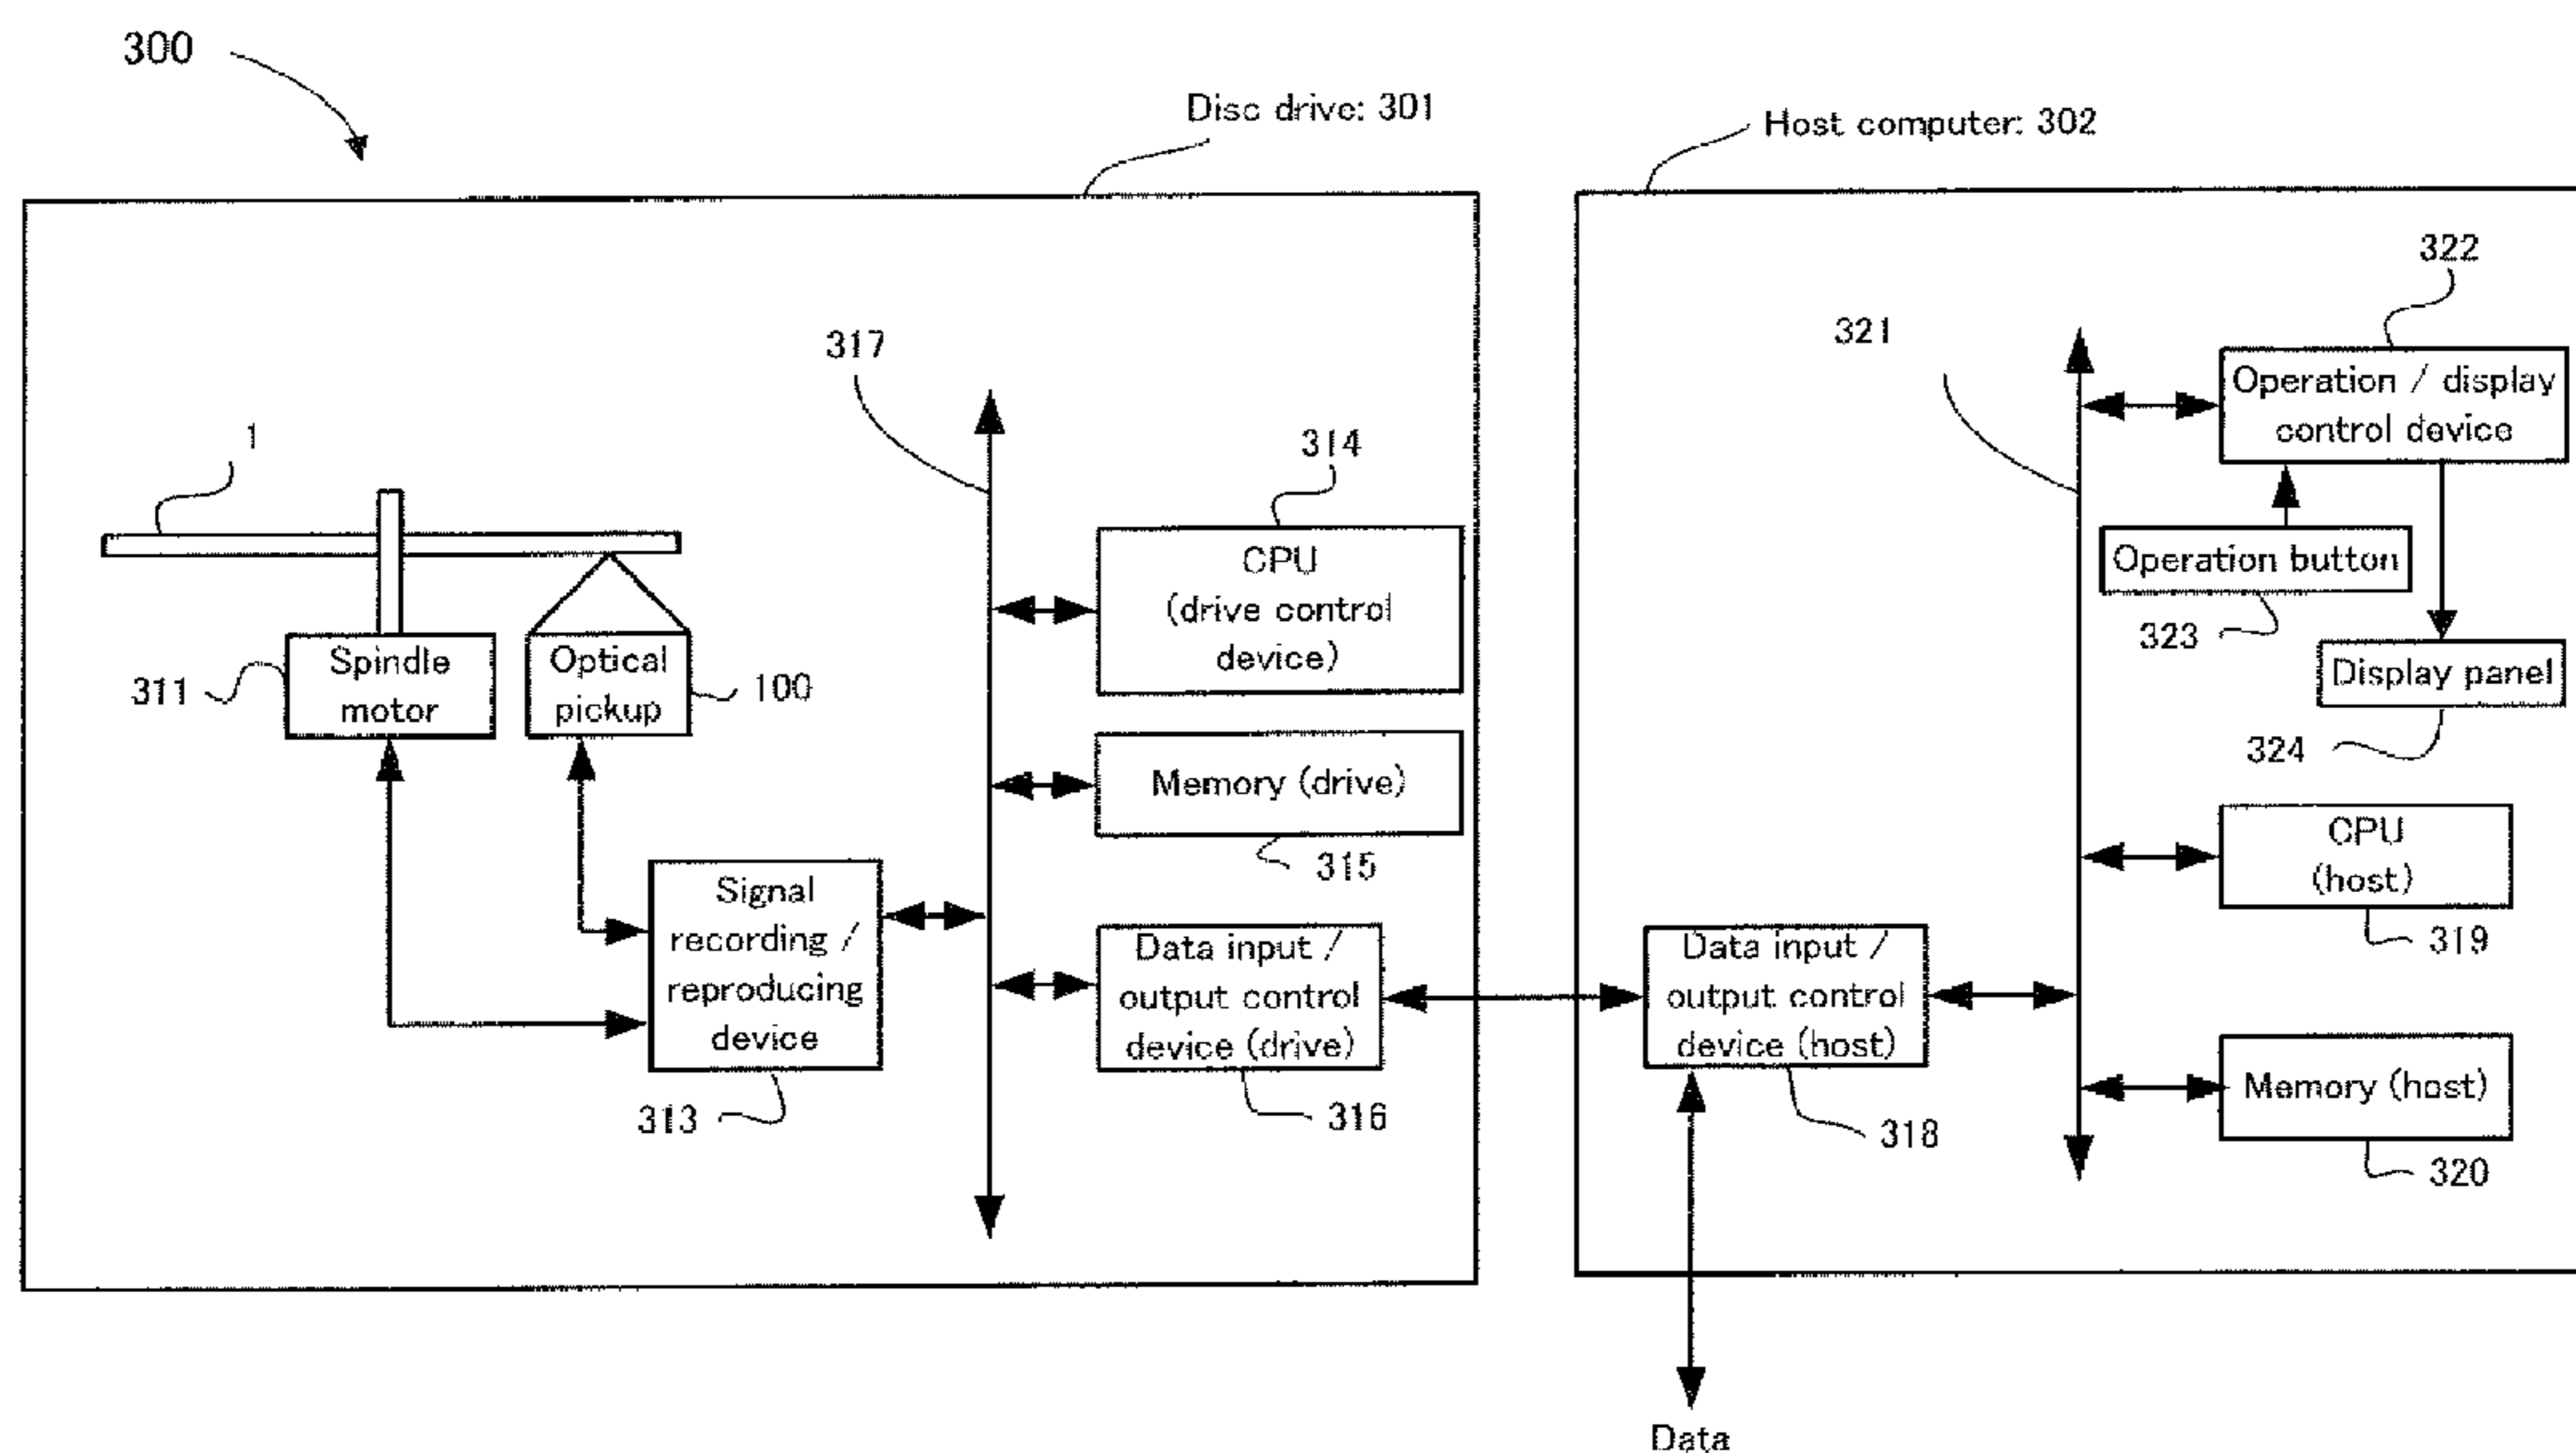 300
Disc drive: 301
Host computer: 302
1
317
314
CPU
(drive control
device)
Spindle
motor
311
Optical
pickup
100
Memory (drive)
315
Signal
recording /
reproducing
device
313
Data input /
output control
device (drive)
316
321
322
Operation / display
control device
Operation button
323
Display panel
324
CPU
(host)
319
Data input /
output control
device (host)
318
Memory (host)
320
Data